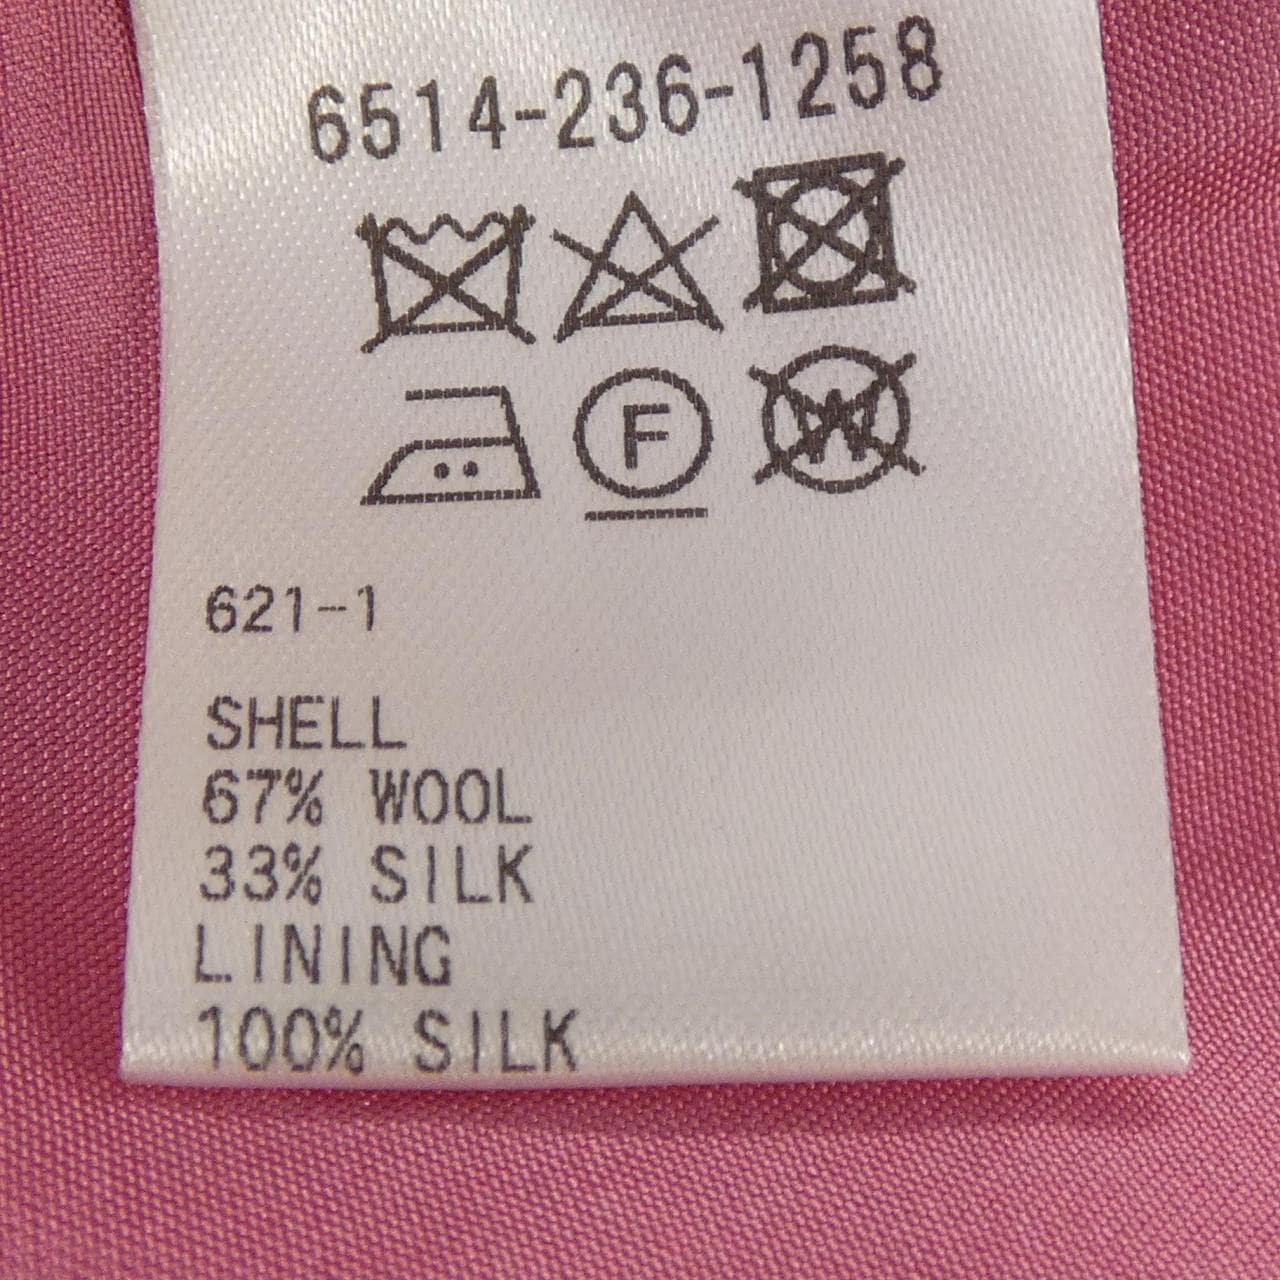 6514-236-1258
F W
621-1
SHELL
67% WOOL
33% SILK
LINING
100% SILK